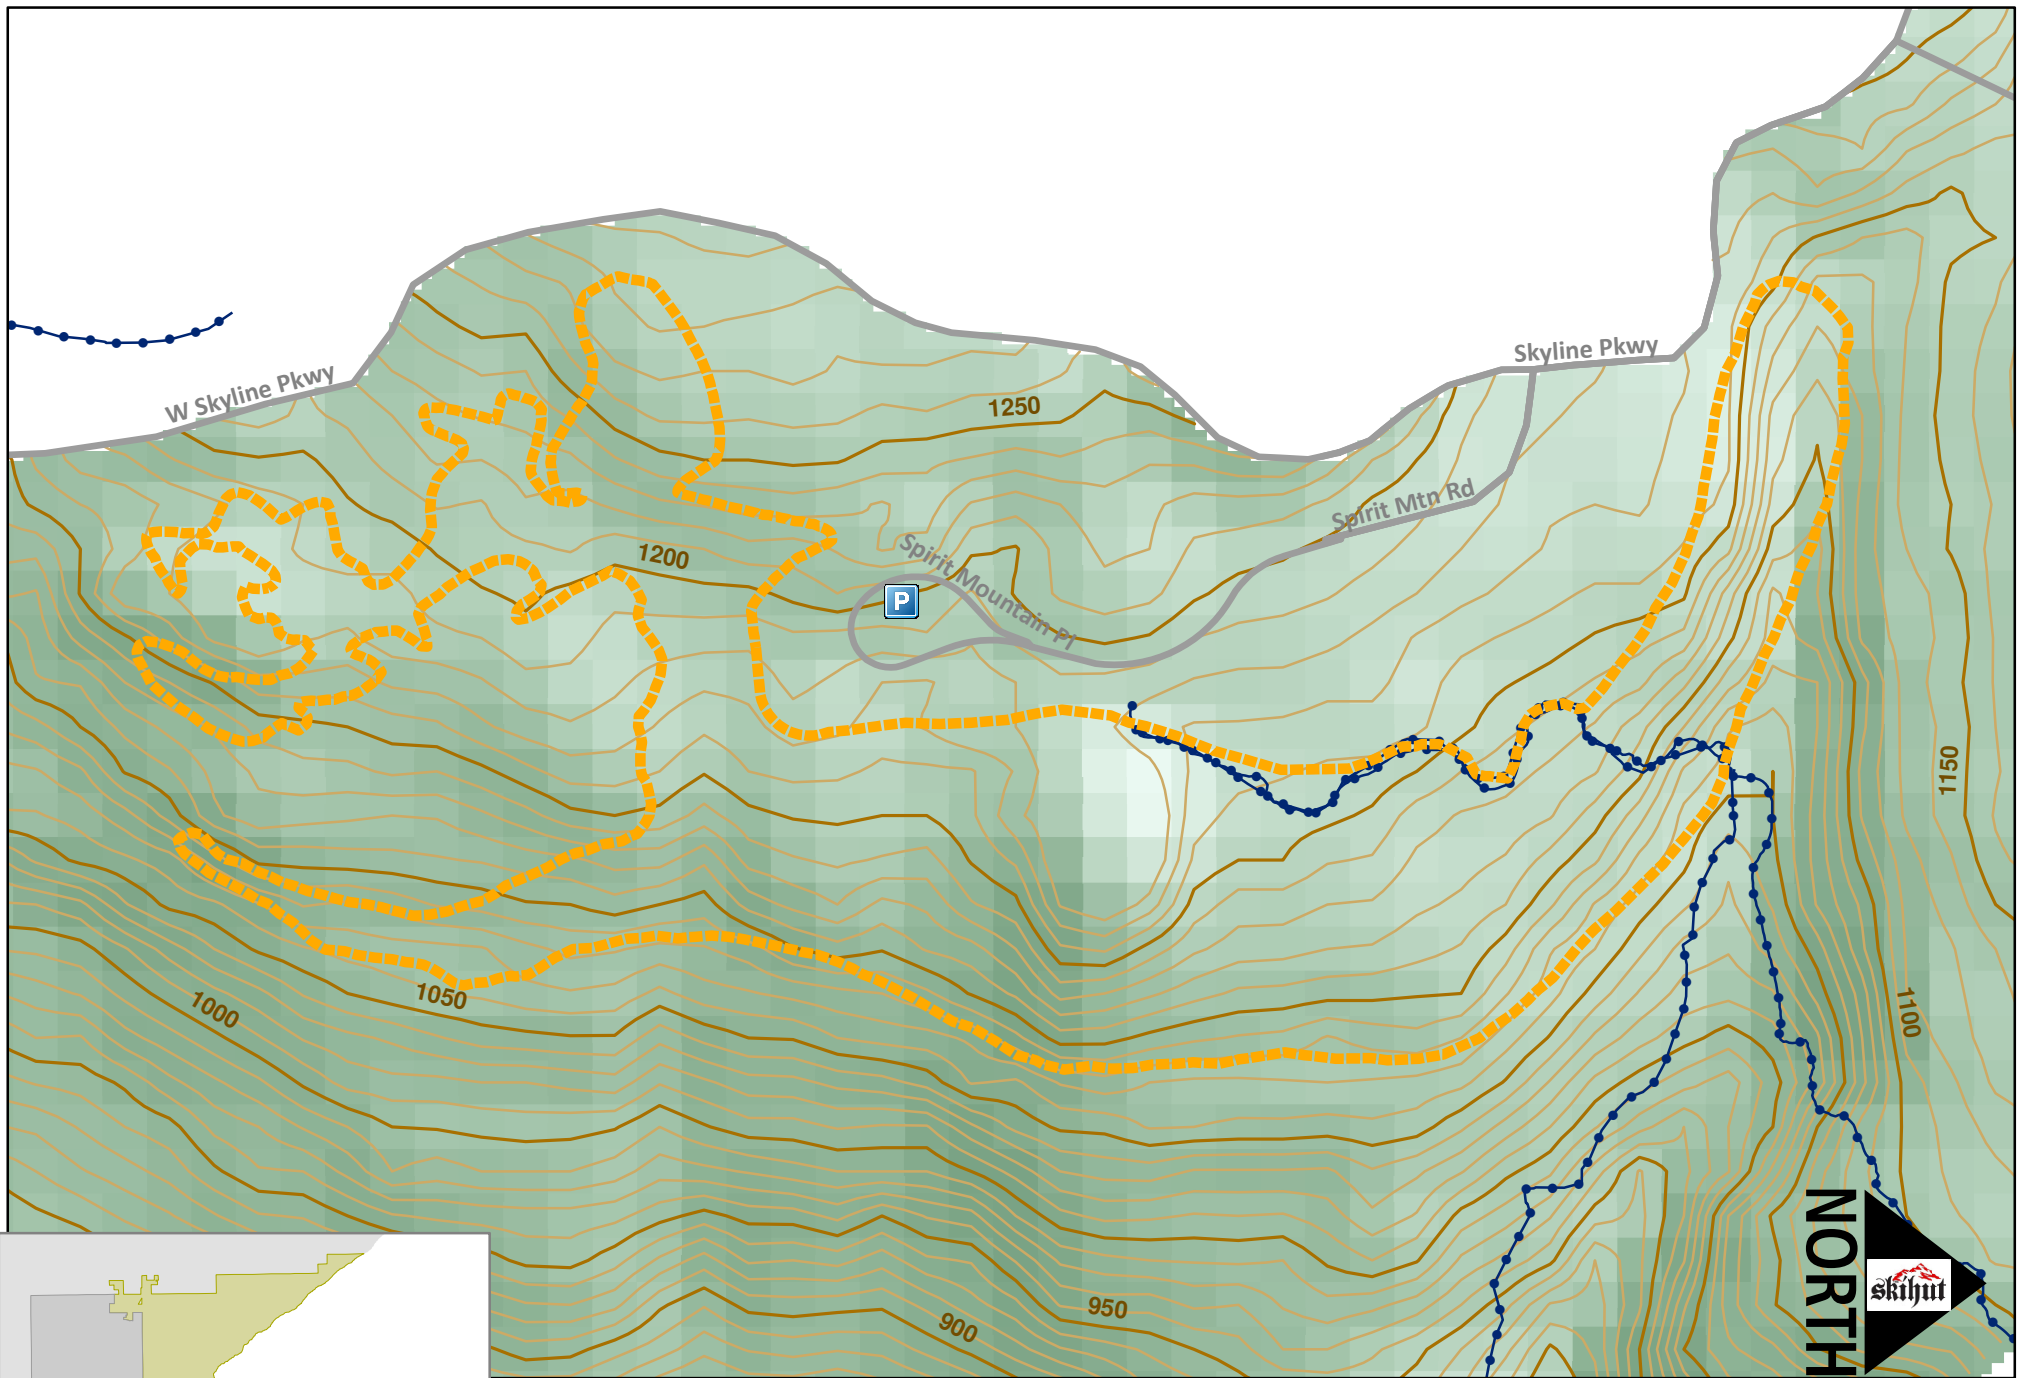 W Skyline Pkwy
Skyline Pkwy
1250
Spirit Mtn Rd
1200
Spirit Mountain Pl
P
1150
1000
1050
1100
NORTH
skihut
950
900